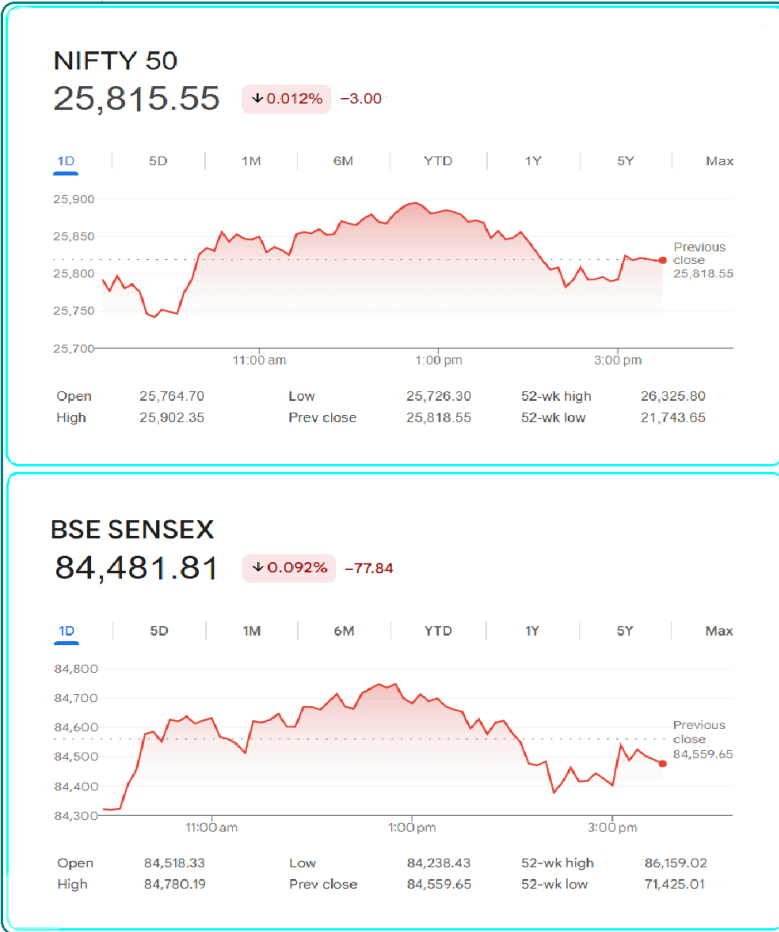 NIFTY 50
25,815.55 ↓0.012% −3.00
1D 5D 1M 6M YTD 1Y 5Y Max
25,900
25,850
Previous
close
25,818.55
25,800
25,750
25,700
11:00 am 1:00 pm 3:00 pm
Open 25,764.70 Low 25,726.30 52-wk high 26,325.80
High 25,902.35 Prev close 25,818.55 52-wk low 21,743.65
BSE SENSEX
84,481.81 ↓0.092% −77.84
1D 5D 1M 6M YTD 1Y 5Y Max
84,800
84,700
84,600
Previous
close
84,559.65
84,500
84,400
84,300
11:00 am 1:00 pm 3:00 pm
Open 84,518.33 Low 84,238.43 52-wk high 86,159.02
High 84,780.19 Prev close 84,559.65 52-wk low 71,425.01